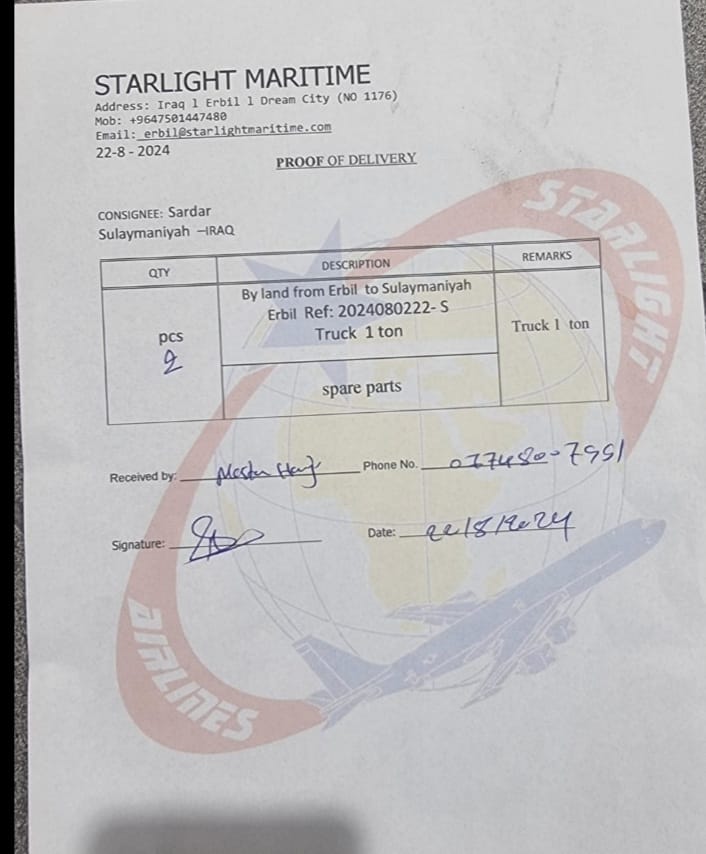 STARLIGHT MARITIME
Address: Iraq l Erbil l Dream City (NO 1176)
Mob: +9647501447480
Email: erbil@starlightmaritime.com
22-8 - 2024
PROOF OF DELIVERY
CONSIGNEE: Sardar
Sulaymaniyah –IRAQ
QTY DESCRIPTION REMARKS
By land from Erbil to Sulaymaniyah
Erbil Ref: 2024080222- S
Truck 1 ton
pcs
2
Truck 1 ton
spare parts
Received by: Phone No.
Signature: Date: 22/8/2024
STARLIGHT
AIRLINES